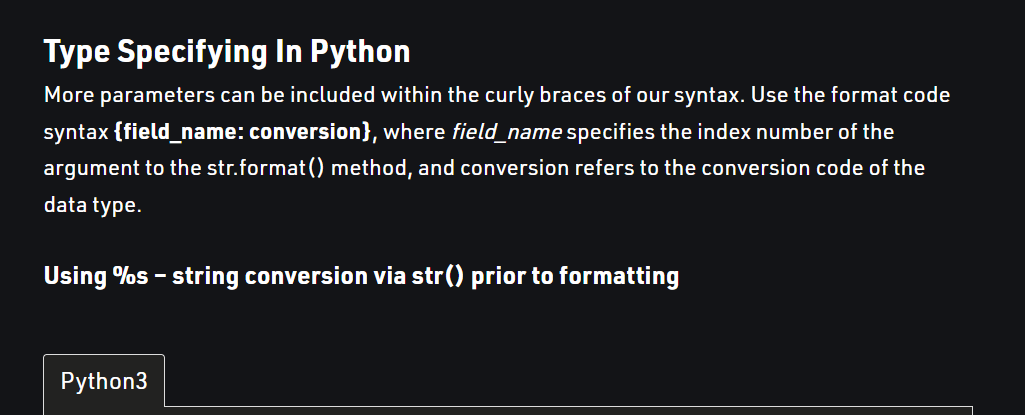 Type Specifying In Python
More parameters can be included within the curly braces of our syntax. Use the format code
syntax {field_name: conversion}, where field_name specifies the index number of the
argument to the str.format() method, and conversion refers to the conversion code of the
data type.
Using %s – string conversion via str() prior to formatting
Python3